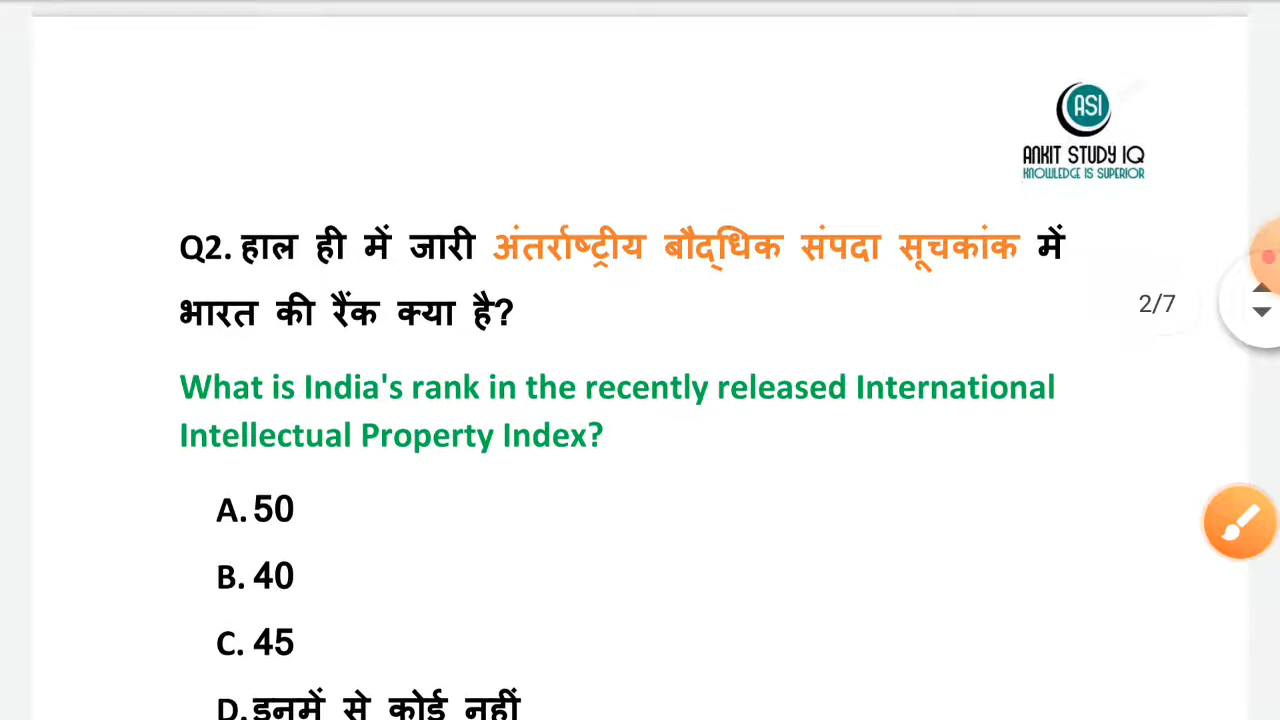 ASI
ANKIT STUDY IQ
KNOWLEDGE IS SUPERIOR
Q2. हाल ही में जारी अंतर्राष्ट्रीय बौद्धिक संपदा सूचकांक में
भारत की रैंक क्या है?
2/7
What is India's rank in the recently released International
Intellectual Property Index?
A. 50
B. 40
C. 45
D. इनमें से कोई नहीं